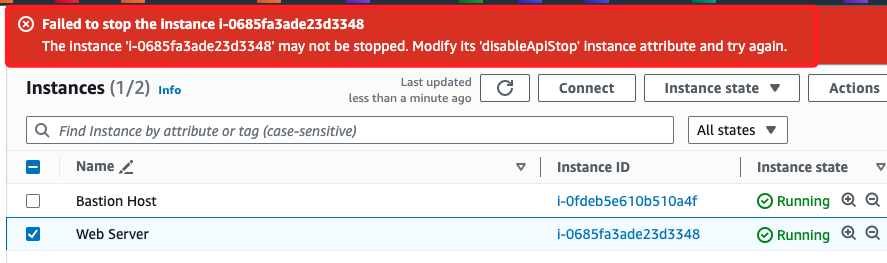 Failed to stop the instance i-0685fa3ade23d3348
The instance 'i-0685fa3ade23d3348' may not be stopped. Modify its 'disableApiStop' instance attribute and try again.
Instances (1/2) Info
Last updated
less than a minute ago
Connect
Instance state
Actions
Find Instance by attribute or tag (case-sensitive)
All states
Name Instance ID Instance state
Bastion Host i-0fdeb5e610b510a4f Running
Web Server i-0685fa3ade23d3348 Running